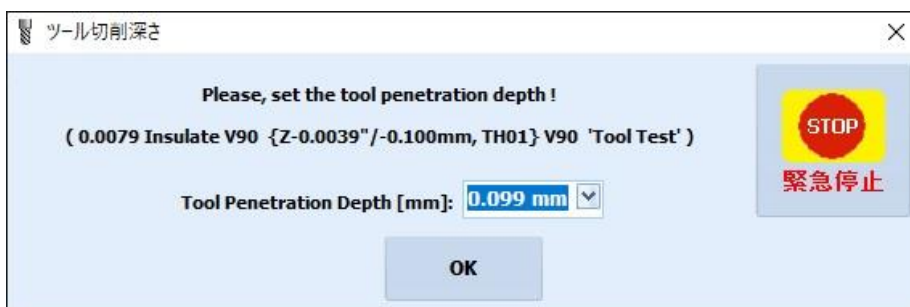 ツール切削深さ
Please, set the tool penetration depth !
( 0.0079 Insulate V90 {Z-0.0039"/-0.100mm, TH01} V90 'Tool Test' )
STOP
緊急停止
Tool Penetration Depth [mm]: 0.099 mm
OK